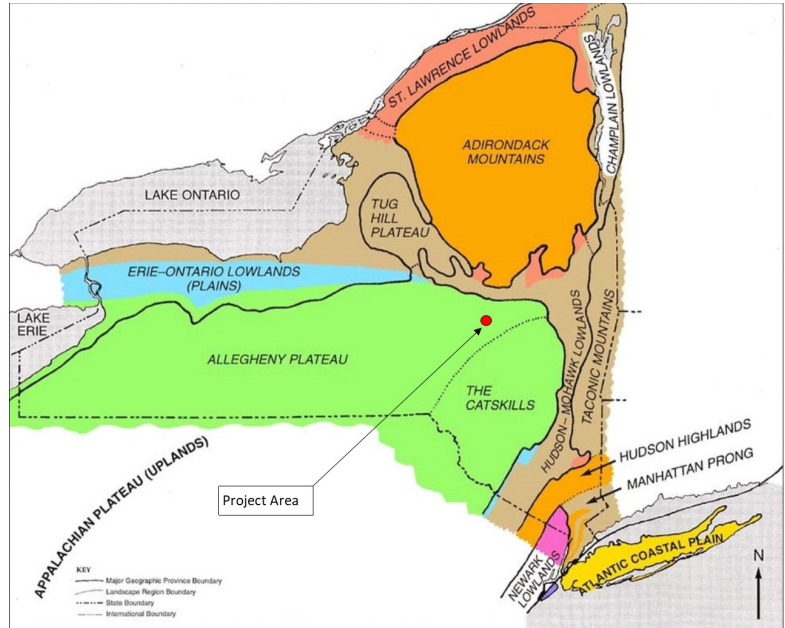 ST. LAWRENCE LOWLANDS
CHAMPLAIN LOWLANDS
ADIRONDACK
MOUNTAINS
LAKE ONTARIO
TUG
HILL
PLATEAU
ERIE–ONTARIO LOWLANDS
(PLAINS)
LAKE
ERIE
ALLEGHENY PLATEAU
THE
CATSKILLS
HUDSON–MOHAWK LOWLANDS
TACONIC MOUNTAINS
HUDSON HIGHLANDS
MANHATTAN PRONG
Project Area
APPALACHIAN PLATEAU (UPLANDS)
NEWARK
LOWLANDS
ATLANTIC COASTAL PLAIN
N
KEY
Major Geographic Province Boundary
Landscape Region Boundary
State Boundary
International Boundary